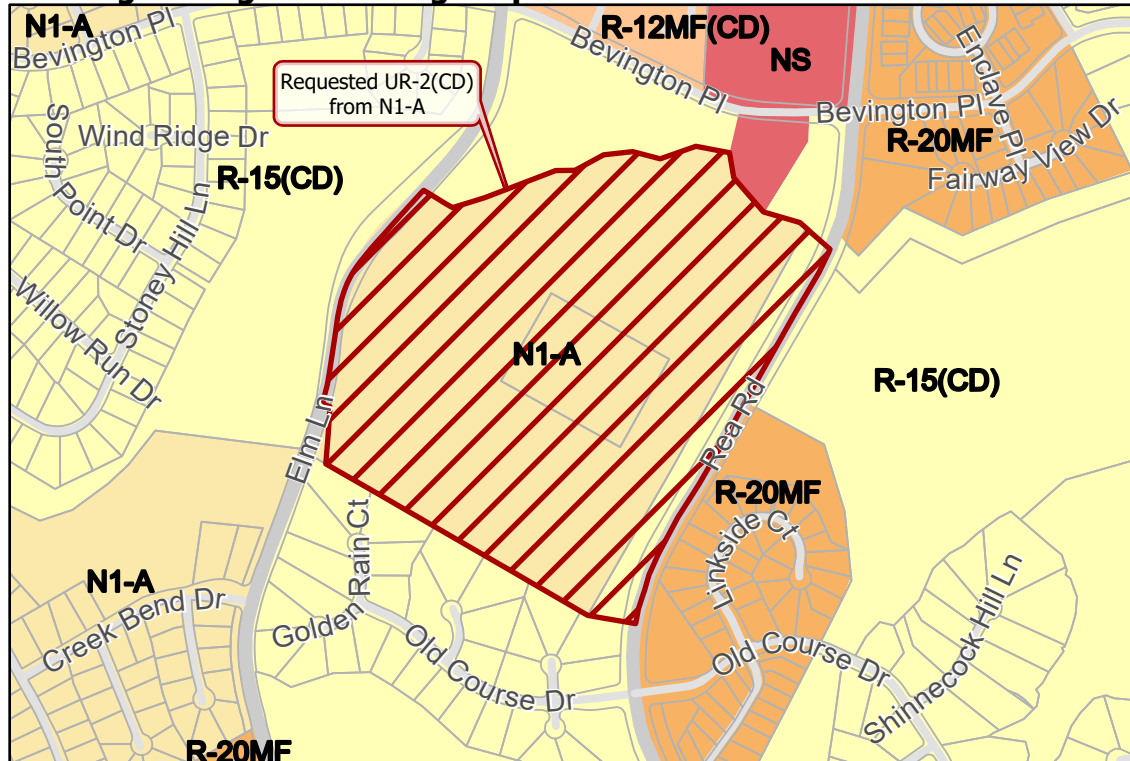 N1-A
Bevington Pl
R-12MF(CD)
Bevington Pl
NS
Enclave Pl
Bevington Pl
R-20MF
Fairway View Dr
Requested UR-2(CD)
from N1-A
South Point Dr
Wind Ridge Dr
R-15(CD)
Stoney Hill Ln
Willow Run Dr
N1-A
R-15(CD)
Rea Rd
Elm Ln
R-20MF
Linkside Ct
Golden Rain Ct
N1-A
Creek Bend Dr
Old Course Dr
Old Course Dr
Shinnecock Hill Ln
R-20MF